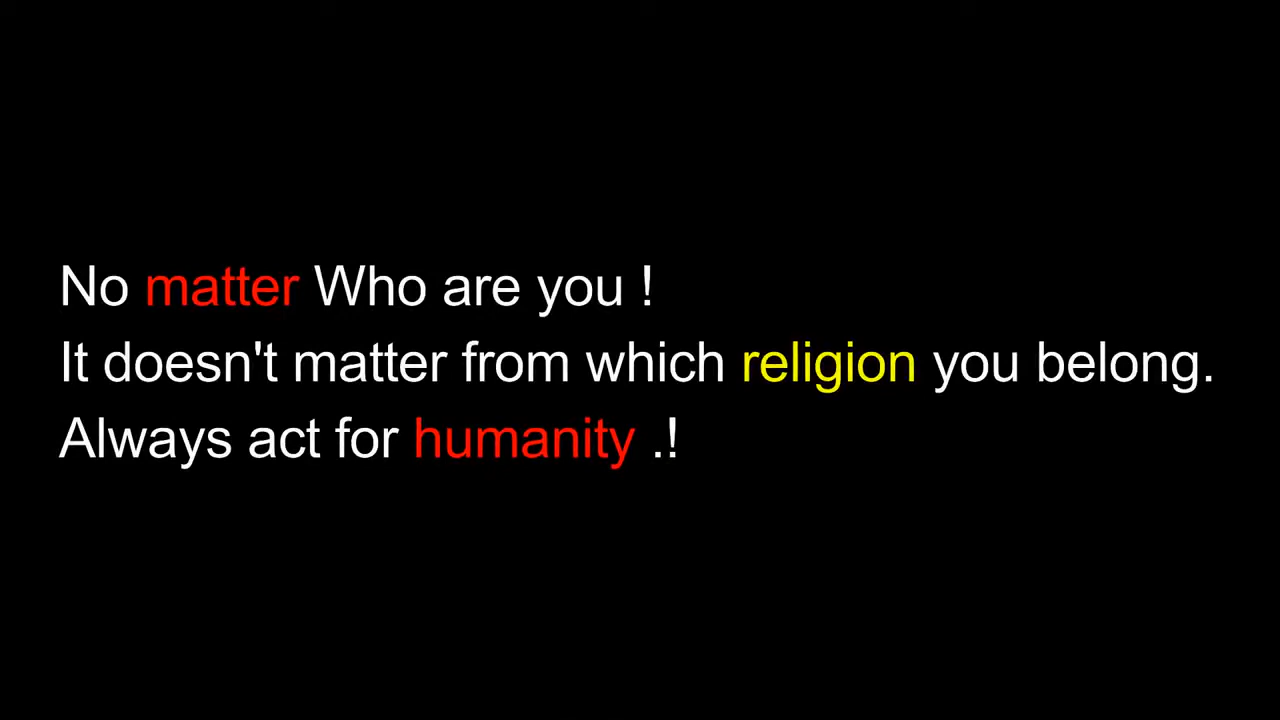 No matter Who are you !
It doesn't matter from which religion you belong.
Always act for humanity .!